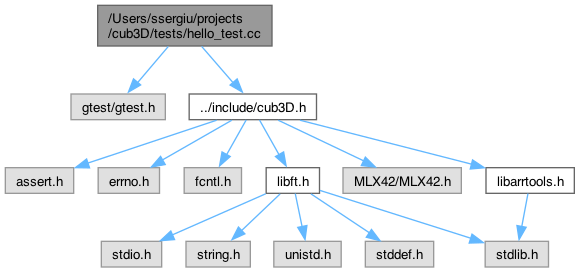 /Users/ssergiu/projects
/cub3D/tests/hello_test.cc
gtest/gtest.h
../include/cub3D.h
assert.h
errno.h
fcntl.h
libft.h
MLX42/MLX42.h
libarrtools.h
stdio.h
string.h
unistd.h
stddef.h
stdlib.h